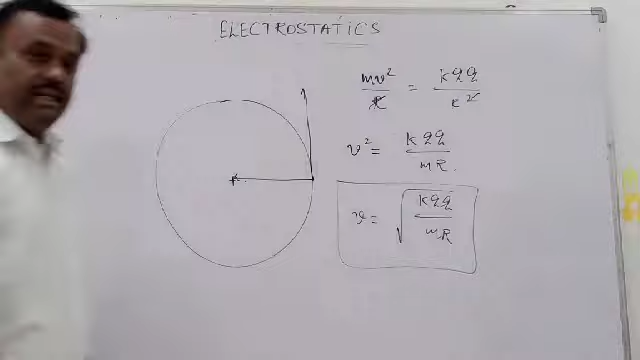 ELECTROSTATICS
mv²/R = kqq/R²
v² = kqq/mR
v = √(kqq/mR)